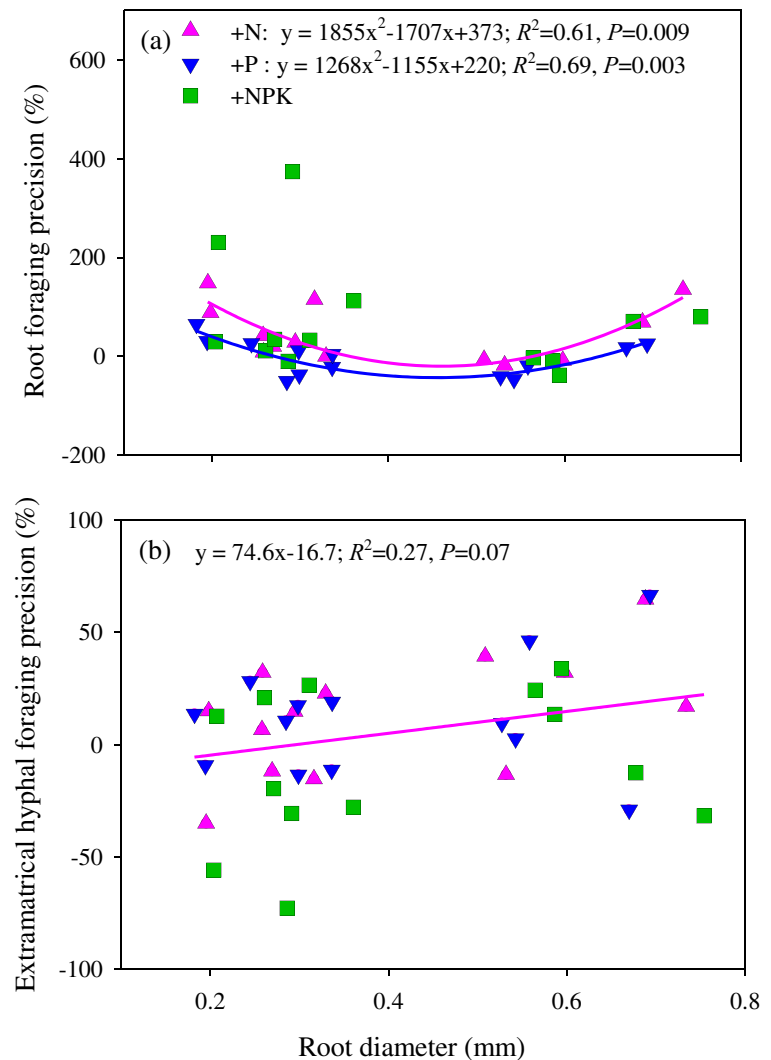 (a)
+N: y = 1855x²-1707x+373; R²=0.61, P=0.009
+P : y = 1268x²-1155x+220; R²=0.69, P=0.003
+NPK
Root foraging precision (%)
600
400
200
0
-200
(b) y = 74.6x-16.7; R²=0.27, P=0.07
Extramatrical hyphal foraging precision (%)
100
50
0
-50
-100
0.2 0.4 0.6 0.8
Root diameter (mm)